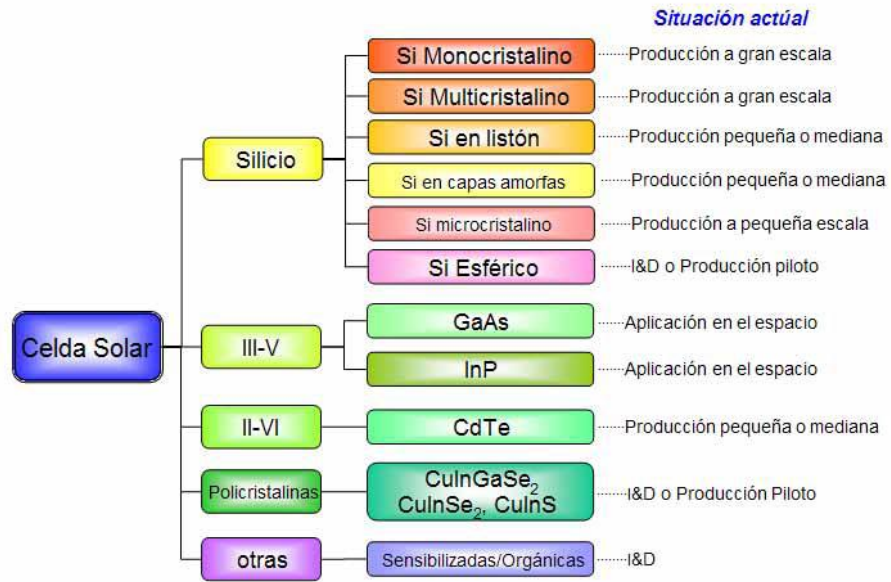 Situación actúal
Si Monocristalino Producción a gran escala
Si Multicristalino Producción a gran escala
Si en listón Producción pequeña o mediana
Silicio
Si en capas amorfas Producción pequeña o mediana
Si microcristalino Producción a pequeña escala
Si Esférico I&D o Producción piloto
Celda Solar
III-V
GaAs Aplicación en el espacio
InP Aplicación en el espacio
II-VI CdTe Producción pequeña o mediana
Policristalinas
CuInGaSe₂
CuInSe₂, CuInS
I&D o Producción Piloto
otras Sensibilizadas/Orgánicas I&D